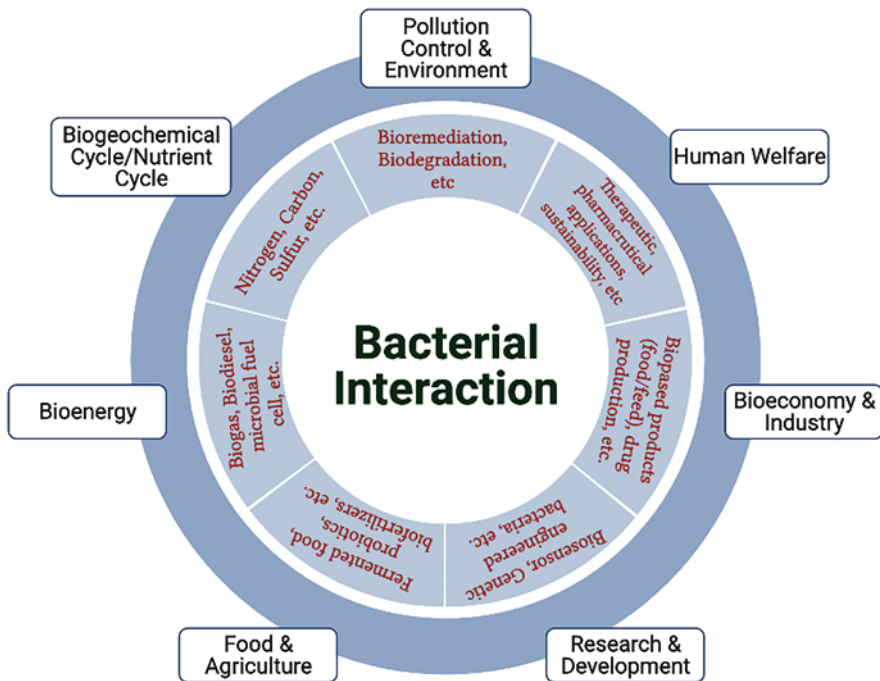 Pollution
Control &
Environment
Biogeochemical
Cycle/Nutrient
Cycle
Human Welfare
Bioremediation,
Biodegradation,
etc
Nitrogen, Carbon,
Sulfur, etc.
Therapeutic,
pharmacrutical
applications,
sustainability, etc
Bacterial
Interaction
Bioenergy
Biogas, Biodiesel,
microbial fuel
cell, etc.
Biopased products
(food/feed), drug
production, etc.
Bioeconomy &
Industry
Fermented food,
probiotics,
biofertilizers, etc.
Biosensor, Genetic
engineered
bacteria, etc.
Food &
Agriculture
Research &
Development